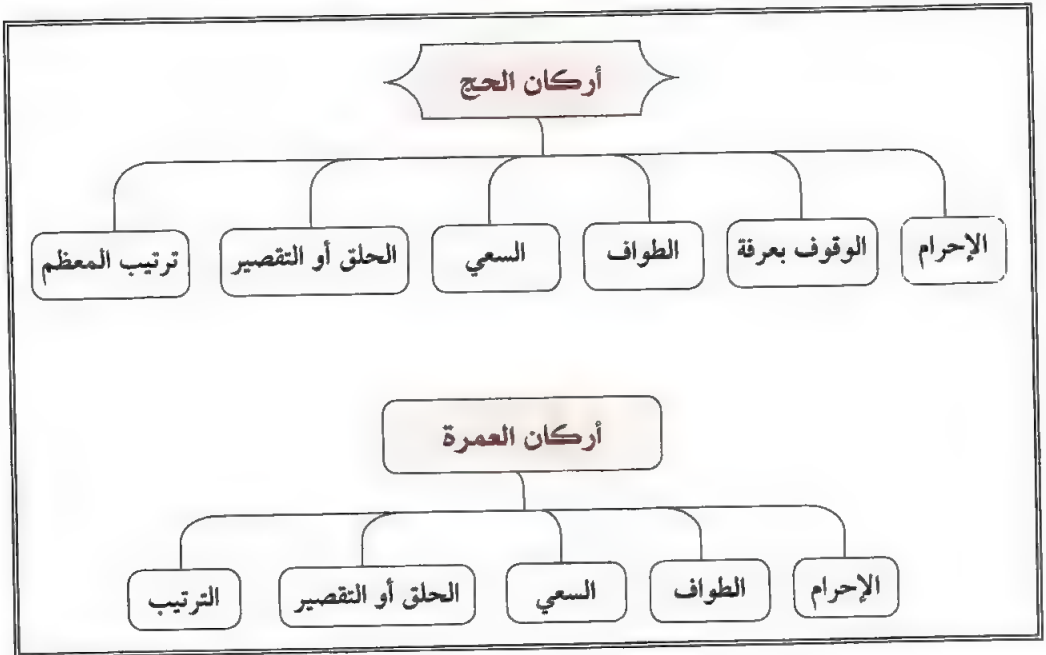 أركان الحج
الإحرام الوقوف بعرفة الطواف السعي الحلق أو التقصير ترتيب المعظم
أركان العمرة
الإحرام الطواف السعي الحلق أو التقصير الترتيب